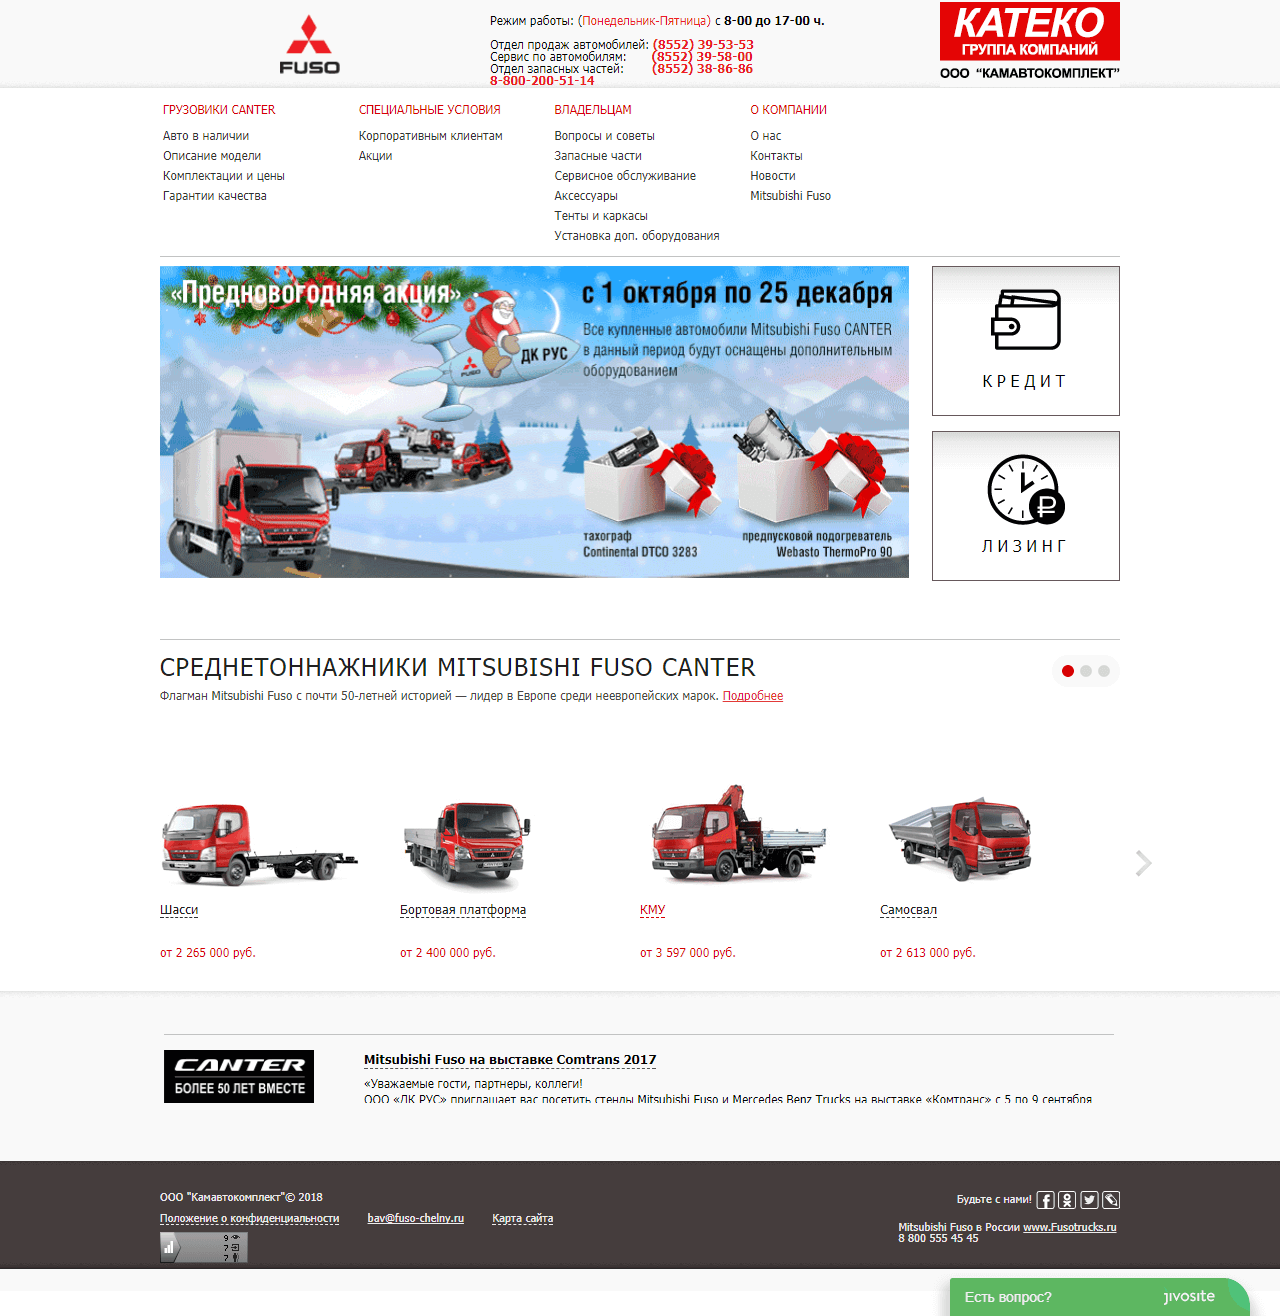 FUSO
Режим работы: (Понедельник-Пятница) с 8-00 до 17-00 ч.
Отдел продаж автомобилей: (8552) 39-53-53
Сервис по автомобилям: (8552) 39-58-00
Отдел запасных частей: (8552) 38-86-86
8-800-200-51-14
КАТЕКО
ГРУППА КОМПАНИЙ
ООО "КАМАВТОКОМПЛЕКТ"
ГРУЗОВИКИ CANTER
Авто в наличии
Описание модели
Комплектации и цены
Гарантии качества
СПЕЦИАЛЬНЫЕ УСЛОВИЯ
Корпоративным клиентам
Акции
ВЛАДЕЛЬЦАМ
Вопросы и советы
Запасные части
Сервисное обслуживание
Аксессуары
Тенты и каркасы
Установка доп. оборудования
О КОМПАНИИ
О нас
Контакты
Новости
Mitsubishi Fuso
«Предновогодняя акция»
с 1 октября по 25 декабря
Все купленные автомобили Mitsubishi Fuso CANTER
в данный период будут оснащены дополнительным
оборудованием
ДК РУС
FUSO
тахограф
Continental DTCO 3283
предпусковой подогреватель
Webasto ThermoPro 90
КРЕДИТ
ЛИЗИНГ
СРЕДНЕТОННАЖНИКИ MITSUBISHI FUSO CANTER
Флагман Mitsubishi Fuso с почти 50-летней историей — лидер в Европе среди неевропейских марок. Подробнее
Шасси
от 2 265 000 руб.
Бортовая платформа
от 2 400 000 руб.
КМУ
от 3 597 000 руб.
Самосвал
от 2 613 000 руб.
CANTER
БОЛЕЕ 50 ЛЕТ ВМЕСТЕ
Mitsubishi Fuso на выставке Comtrans 2017
«Уважаемые гости, партнеры, коллеги!
ООО «ДК РУС» приглашает вас посетить стенды Mitsubishi Fuso и Mercedes Benz Trucks на выставке «Комтранс» с 5 по 9 сентября
ООО "Камавтокомплект"© 2018
Положение о конфиденциальности
bav@fuso-chelny.ru
Карта сайта
9
7
7
Будьте с нами!
Mitsubishi Fuso в России www.Fusotrucks.ru
8 800 555 45 45
Есть вопрос?
jivosite